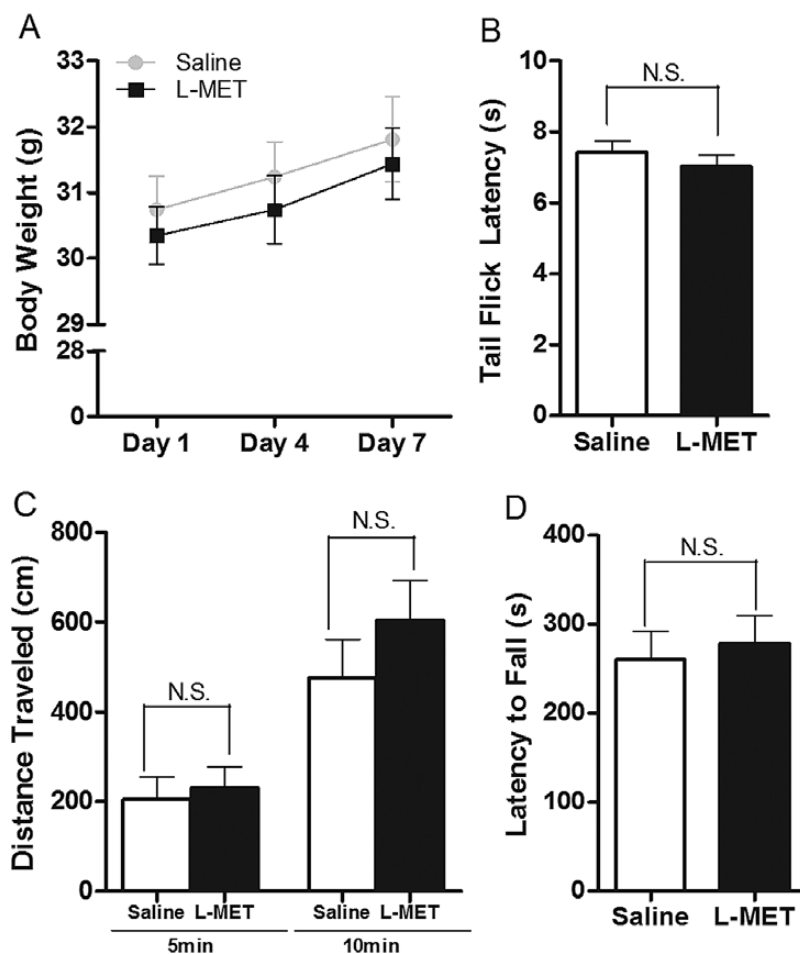 A
Saline
L-MET
Body Weight (g)
33
32
31
30
29
28
0
Day 1 Day 4 Day 7
B
N.S.
Tail Flick Latency (s)
10
8
6
4
2
0
Saline L-MET
C
N.S.
N.S.
Distance Traveled (cm)
800
600
400
200
0
Saline L-MET Saline L-MET
5min 10min
D
N.S.
Latency to Fall (s)
400
300
200
100
0
Saline L-MET